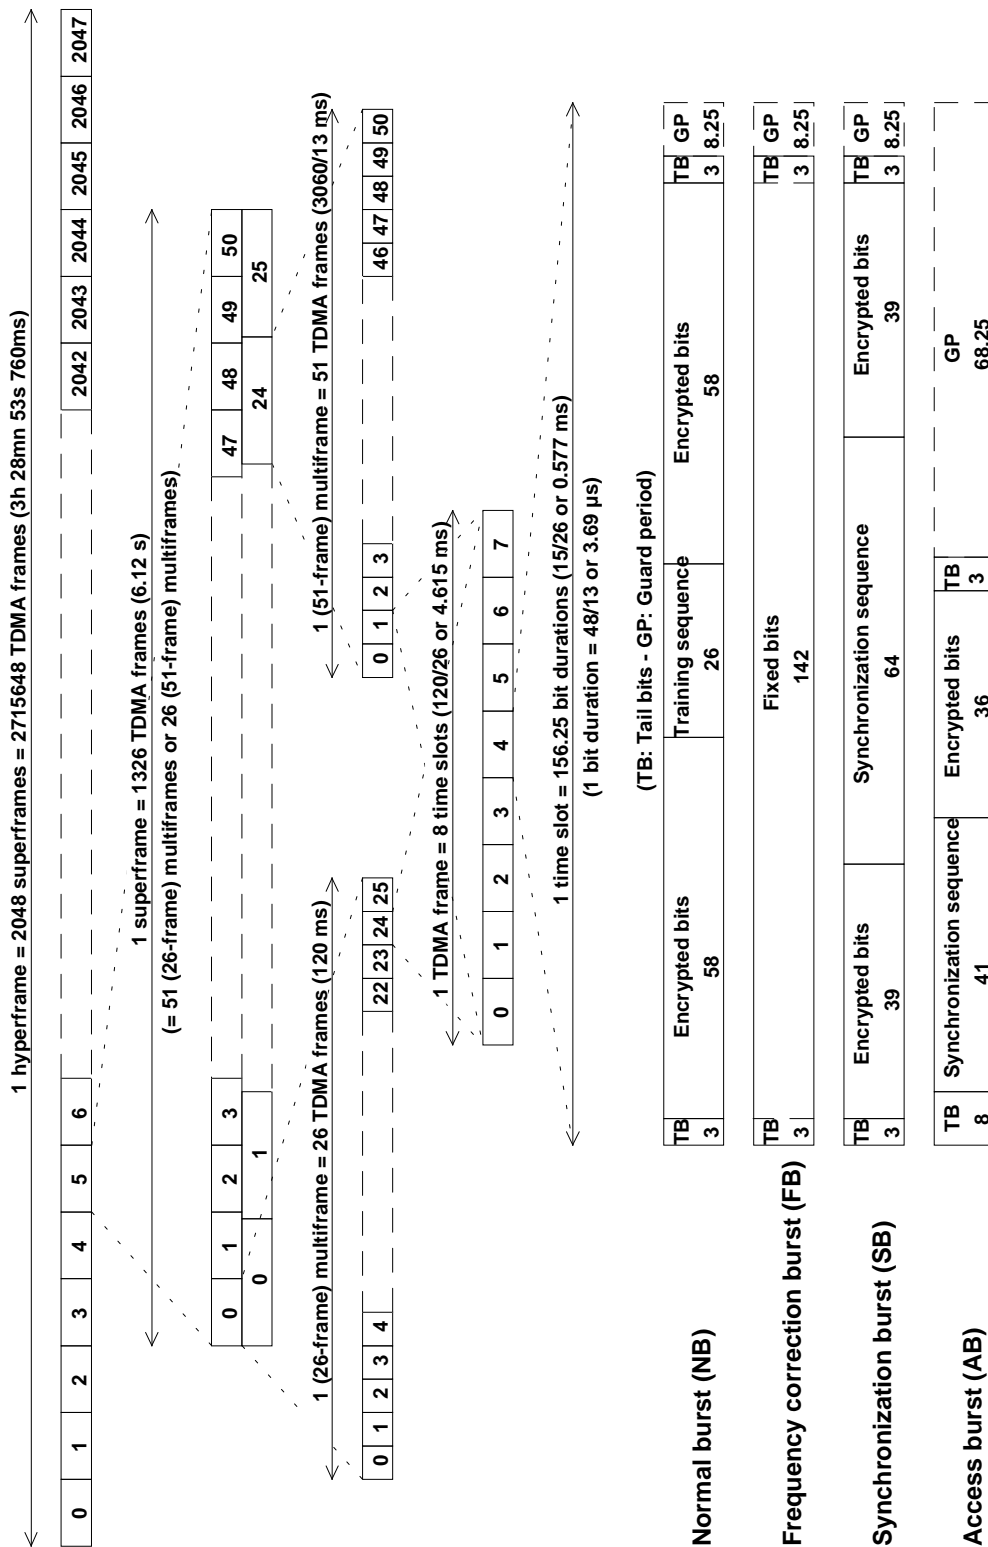 1 hyperframe = 2048 superframes = 2715648 TDMA frames (3h 28mn 53s 760ms)
0 1 2 3 4 5 6 2042 2043 2044 2045 2046 2047
1 superframe = 1326 TDMA frames (6.12 s)
(= 51 (26-frame) multiframes or 26 (51-frame) multiframes)
0 1 2 3 47 48 49 50
0 1 24 25
1 (26-frame) multiframe = 26 TDMA frames (120 ms)
1 (51-frame) multiframe = 51 TDMA frames (3060/13 ms)
0 1 2 3 4 22 23 24 25
0 1 2 3 46 47 48 49 50
1 TDMA frame = 8 time slots (120/26 or 4.615 ms)
0 1 2 3 4 5 6 7
1 time slot = 156.25 bit durations (15/26 or 0.577 ms)
(1 bit duration = 48/13 or 3.69 µs)
(TB: Tail bits - GP: Guard period)
Normal burst (NB)
TB Encrypted bits Training sequence Encrypted bits TB GP
3 58 26 58 3 8.25
Frequency correction burst (FB)
TB Fixed bits TB GP
3 142 3 8.25
Synchronization burst (SB)
TB Encrypted bits Synchronization sequence Encrypted bits TB GP
3 39 64 39 3 8.25
Access burst (AB)
TB Synchronization sequence Encrypted bits TB GP
8 41 36 3 68.25